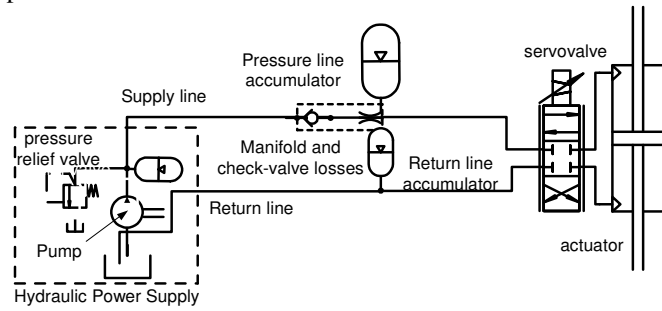 servovalve
Pressure line
accumulator
Supply line
pressure
relief valve
Manifold and
check-valve losses
Return line
accumulator
Return line
Pump
actuator
Hydraulic Power Supply